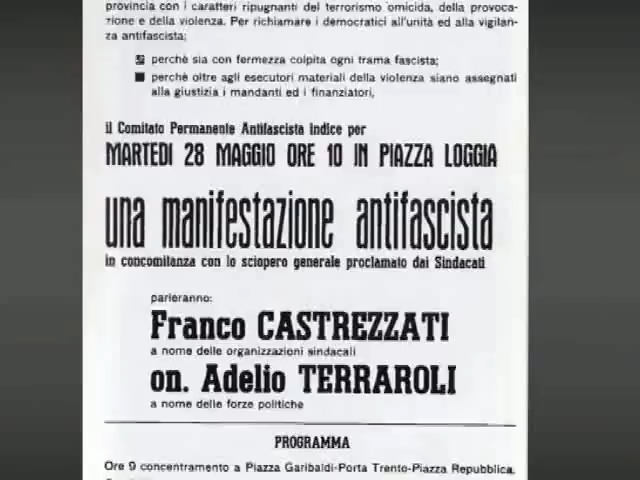 provincia con i caratteri ripugnanti del terrorismo omicida, della provoca-
zione e della violenza. Per richiamare i democratici all'unità ed alla vigilan-
za antifascista:
perchè sia con fermezza colpita ogni trama fascista;
perchè oltre agli esecutori materiali della violenza siano assegnati
alla giustizia i mandanti ed i finanziatori,
il Comitato Permanente Antifascista indice per
MARTEDI 28 MAGGIO ORE 10 IN PIAZZA LOGGIA
una manifestazione antifascista
in concomitanza con lo sciopero generale proclamato dai Sindacati
parleranno:
Franco CASTREZZATI
a nome delle organizzazioni sindacali
on. Adelio TERRAROLI
a nome delle forze politiche
PROGRAMMA
Ore 9 concentramento a Piazza Garibaldi-Porta Trento-Piazza Repubblica.